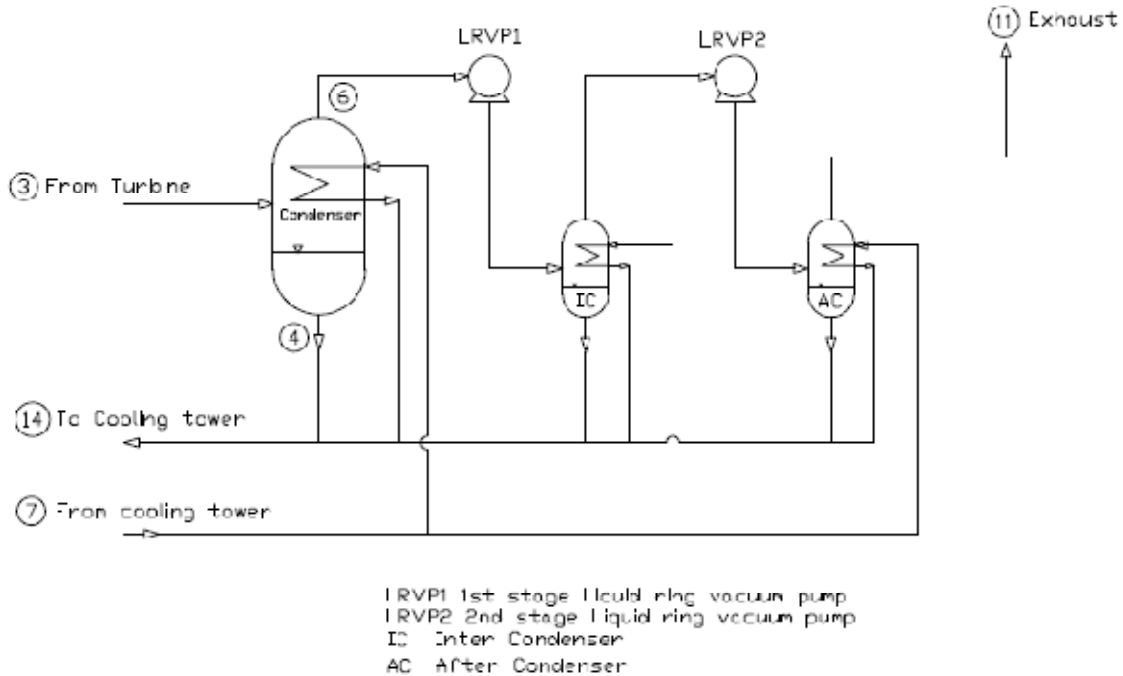 11 Exhaust
LRVP1
LRVP2
6
3 From Turbine
Condenser
IC
AC
4
14 To Cooling tower
7 From cooling tower
LRVP1 1st stage liquid ring vacuum pump
LRVP2 2nd stage liquid ring vacuum pump
IC Inter Condenser
AC After Condenser